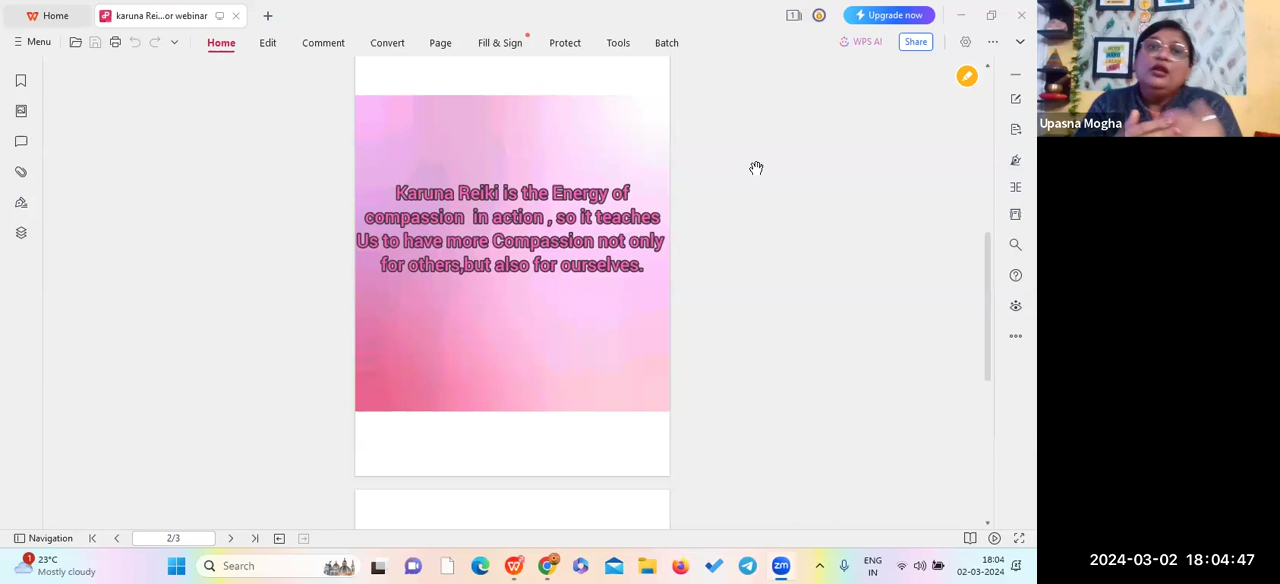 Home
karuna Rei...or webinar
Upgrade now
Menu
Home
Edit
Comment
Convert
Page
Fill & Sign
Protect
Tools
Batch
WPS AI
Share
Upasna Mogha
Karuna Reiki is the Energy of
compassion in action , so it teaches
Us to have more Compassion not only
for others,but also for ourselves.
Navigation
2/3
1
23°C
Mostly cloudy
Search
zm
ENG
IN
18:04
02-03-2024
2024-03-02 18:04:47